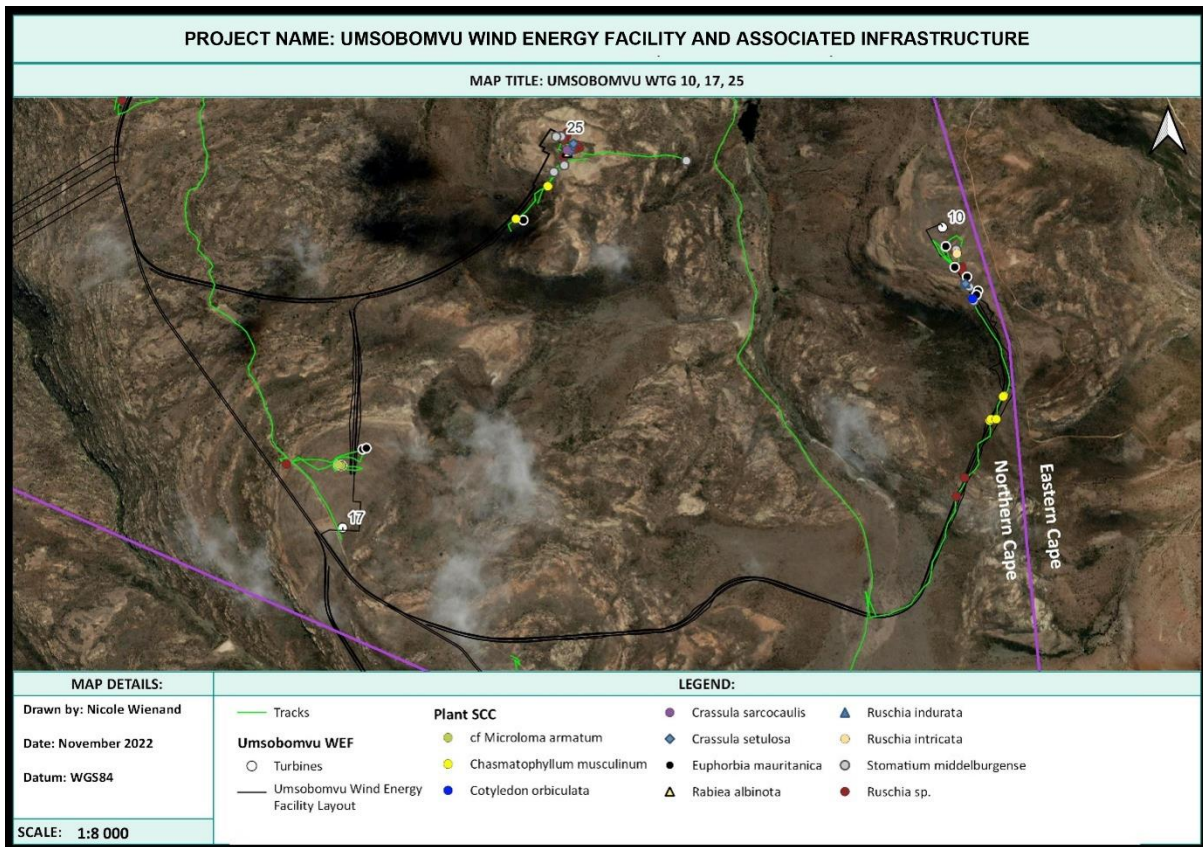 PROJECT NAME: UMSOBOMVU WIND ENERGY FACILITY AND ASSOCIATED INFRASTRUCTURE
MAP TITLE: UMSOBOMVU WTG 10, 17, 25
25
10
17
Northern Cape
Eastern Cape
MAP DETAILS:
Drawn by: Nicole Wienand
Date: November 2022
Datum: WGS84
SCALE: 1:8 000
LEGEND:
Tracks
Umsobomvu WEF
Turbines
Umsobomvu Wind Energy
Facility Layout
Plant SCC
cf Microloma armatum
Chasmatophyllum musculinum
Cotyledon orbiculata
Crassula sarcocaulis
Crassula setulosa
Euphorbia mauritanica
Rabiea albinota
Ruschia indurata
Ruschia intricata
Stomatium middelburgense
Ruschia sp.